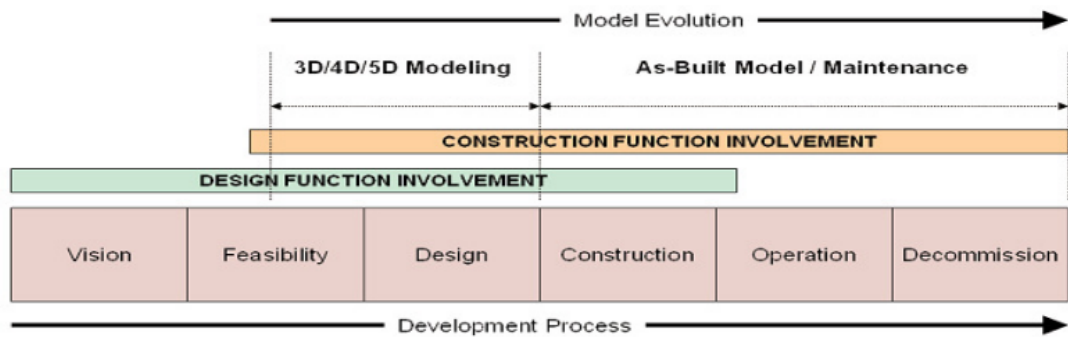 Model Evolution
3D/4D/5D Modeling
As-Built Model / Maintenance
CONSTRUCTION FUNCTION INVOLVEMENT
DESIGN FUNCTION INVOLVEMENT
Vision
Feasibility
Design
Construction
Operation
Decommission
Development Process